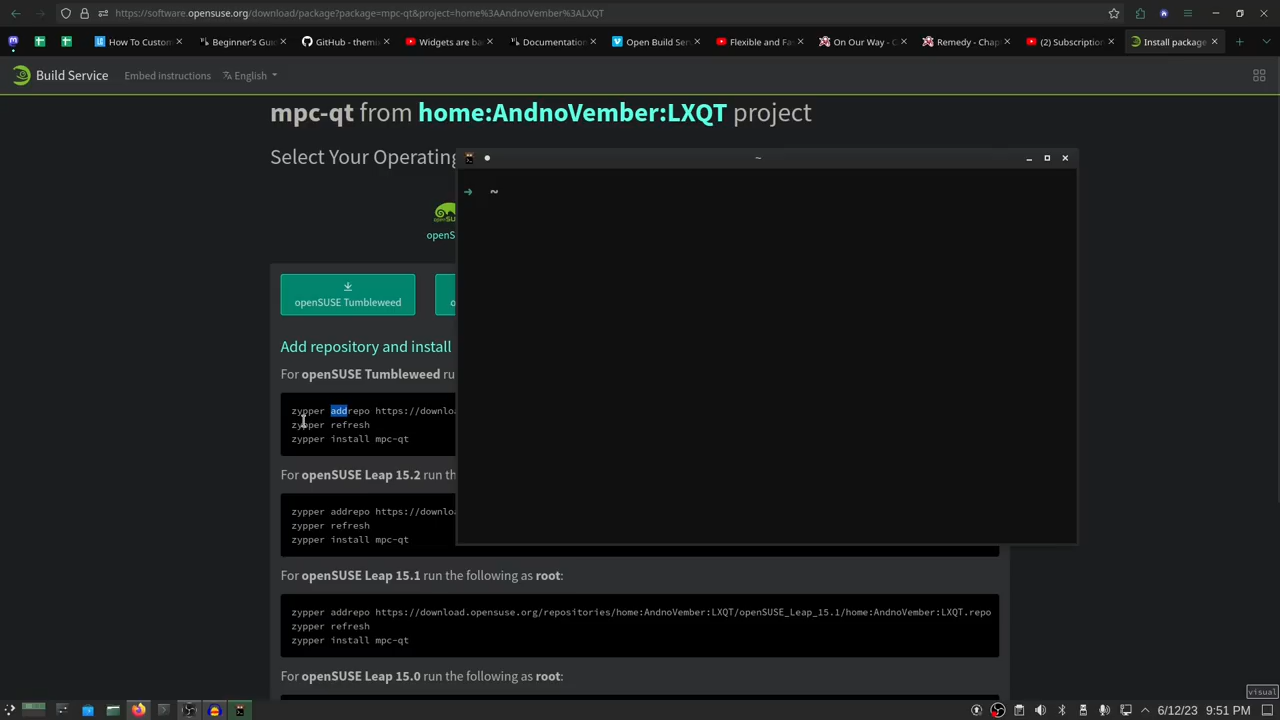 https://software.opensuse.org/download/package?package=mpc-qt&project=home%3AAndnoVember%3ALXQT
How To Custom
Beginner's Gui
GitHub - themix
Widgets are ba
Documentation
Open Build Serv
Flexible and Fas
On Our Way - C
Remedy - Chap
(2) Subscription
Install package
Build Service
Embed instructions
English
mpc-qt from home:AndnoVember:LXQT project
Select Your Operating
~
➜ ~
openS
openSUSE Tumbleweed
Add repository and install
For openSUSE Tumbleweed ru
zypper addrepo https://downloa
zypper refresh
zypper install mpc-qt
For openSUSE Leap 15.2 run th
zypper addrepo https://downloa
zypper refresh
zypper install mpc-qt
For openSUSE Leap 15.1 run the following as root:
zypper addrepo https://download.opensuse.org/repositories/home:AndnoVember:LXQT/openSUSE_Leap_15.1/home:AndnoVember:LXQT.repo
zypper refresh
zypper install mpc-qt
For openSUSE Leap 15.0 run the following as root:
visual
6/12/23 9:51 PM